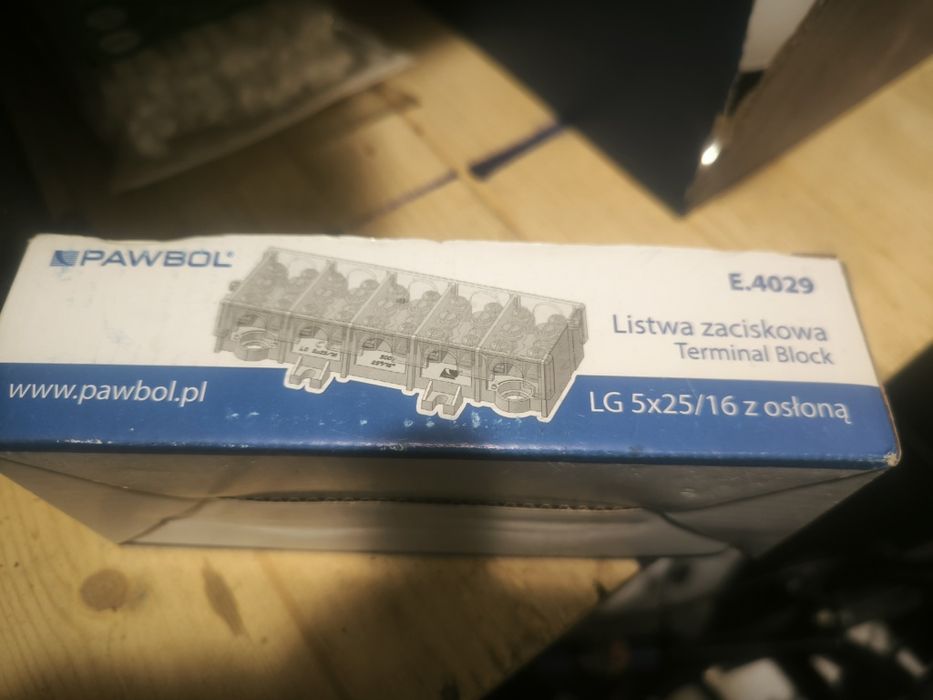 PAWBOL®
E.4029
Listwa zaciskowa
Terminal Block
www.pawbol.pl
LG 5x25/16 z osłoną